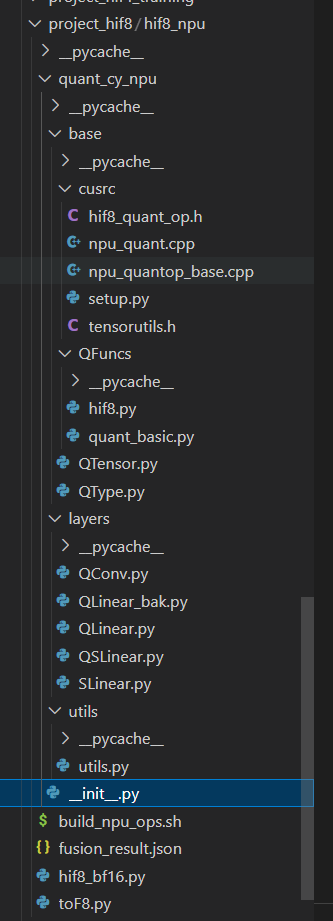 project_hif4_training
project_hif8 / hif8_npu
__pycache__
quant_cy_npu
__pycache__
base
__pycache__
cusrc
C hif8_quant_op.h
npu_quant.cpp
npu_quantop_base.cpp
setup.py
C tensorutils.h
QFuncs
__pycache__
hif8.py
quant_basic.py
QTensor.py
QType.py
layers
__pycache__
QConv.py
QLinear_bak.py
QLinear.py
QSLinear.py
SLinear.py
utils
__pycache__
utils.py
__init__.py
$ build_npu_ops.sh
{} fusion_result.json
hif8_bf16.py
toF8.py